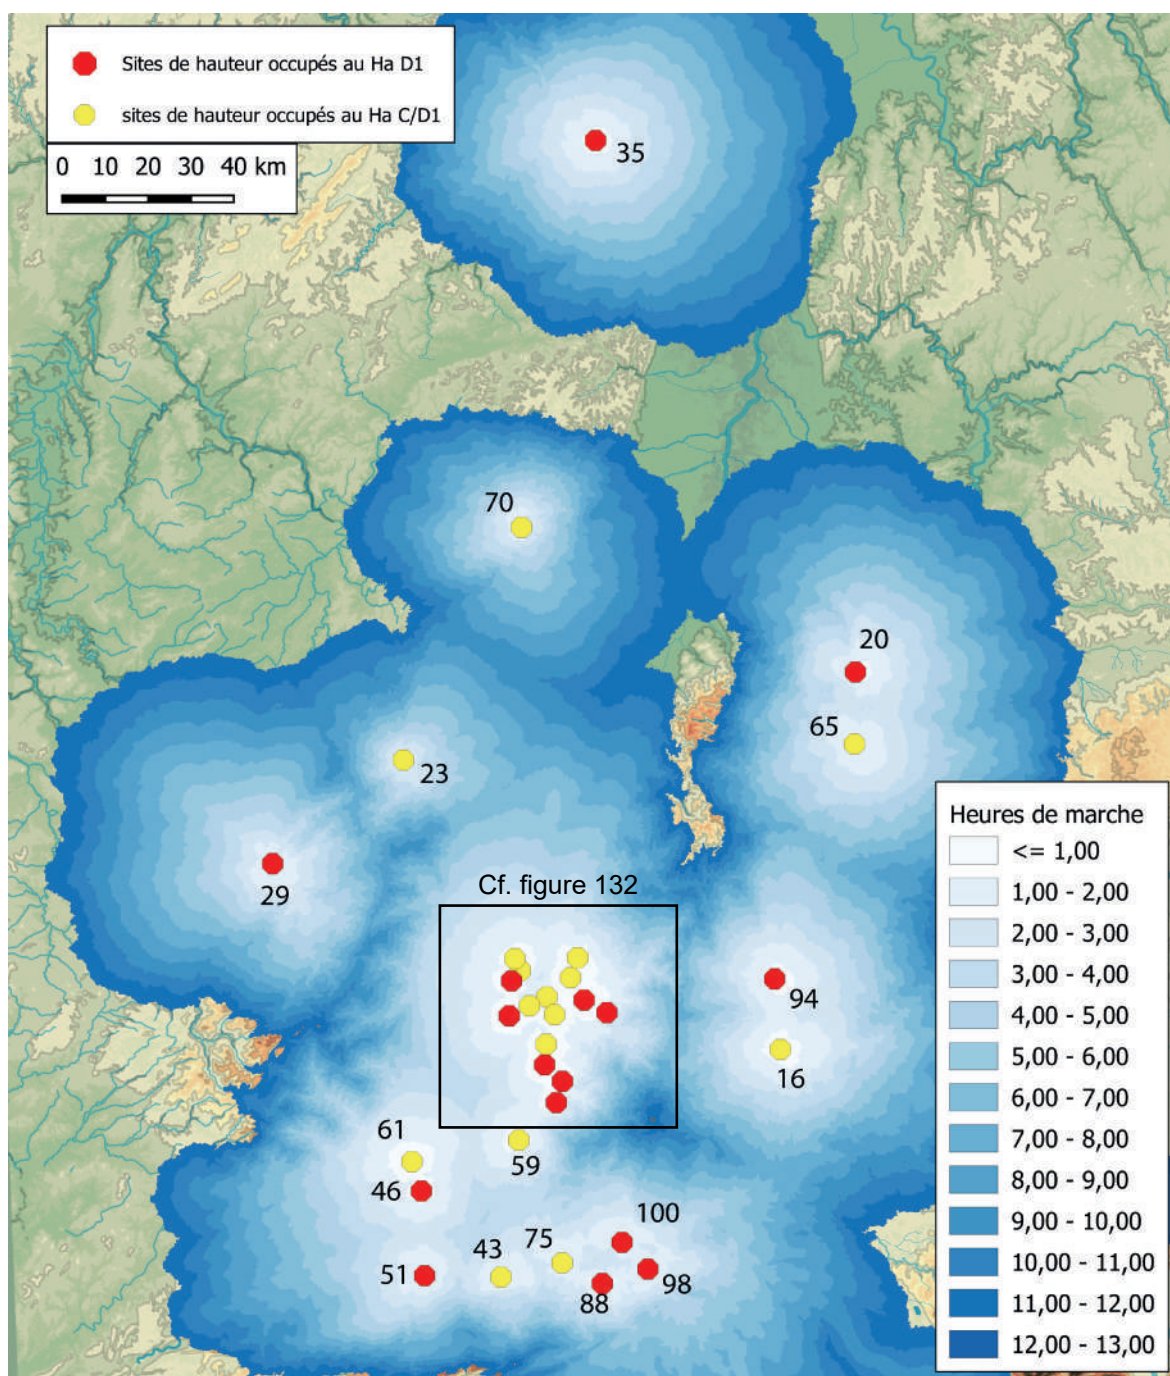 Sites de hauteur occupés au Ha D1
sites de hauteur occupés au Ha C/D1
0 10 20 30 40 km
35
70
20
65
23
29
Cf. figure 132
94
16
61
59
46
100
75
43
51
98
88
Heures de marche
<= 1,00
1,00 - 2,00
2,00 - 3,00
3,00 - 4,00
4,00 - 5,00
5,00 - 6,00
6,00 - 7,00
7,00 - 8,00
8,00 - 9,00
9,00 - 10,00
10,00 - 11,00
11,00 - 12,00
12,00 - 13,00